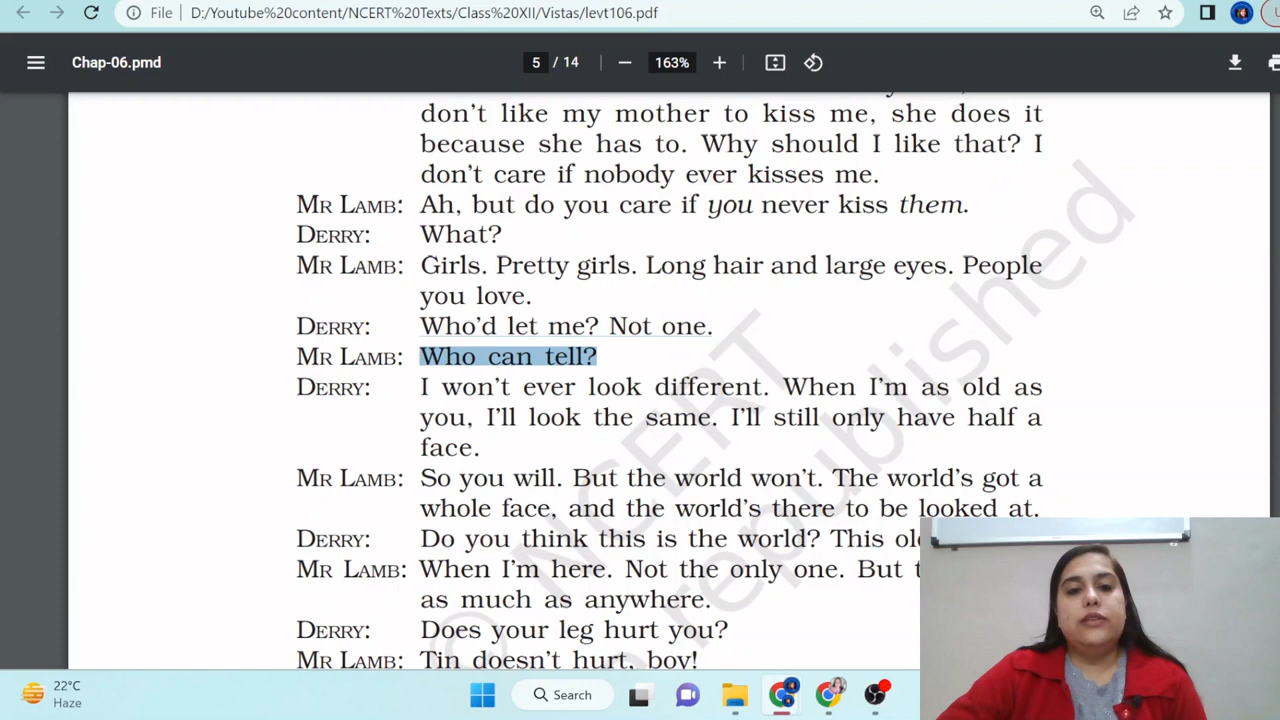 File D:/Youtube%20content/NCERT%20Texts/Class%20XII/Vistas/levt106.pdf
Chap-06.pmd 5 / 14 − 163% +
don't like my mother to kiss me, she does it
because she has to. Why should I like that? I
don't care if nobody ever kisses me.
MR LAMB: Ah, but do you care if you never kiss them.
DERRY: What?
MR LAMB: Girls. Pretty girls. Long hair and large eyes. People
you love.
DERRY: Who'd let me? Not one.
MR LAMB: Who can tell?
DERRY: I won't ever look different. When I'm as old as
you, I'll look the same. I'll still only have half a
face.
MR LAMB: So you will. But the world won't. The world's got a
whole face, and the world's there to be looked at.
DERRY: Do you think this is the world? This
MR LAMB: When I'm here. Not the only one. But
as much as anywhere.
DERRY: Does your leg hurt you?
MR LAMB: Tin doesn't hurt, boy!
© NCERT
republished
22°C
Haze
Search